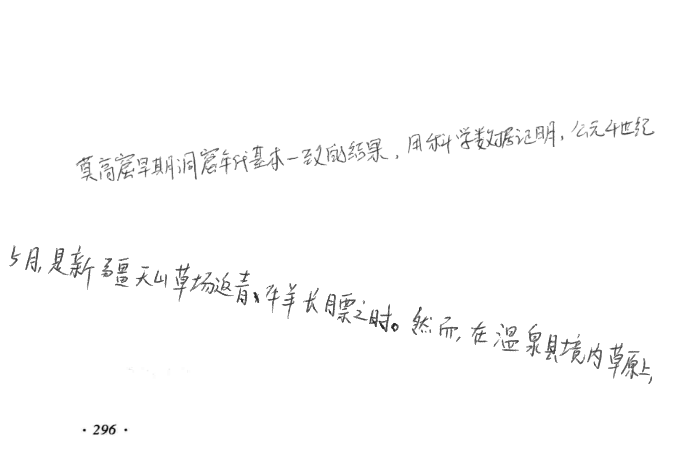 莫高窟早期洞窟年代基本一致的结果，用科学数据证明，公元4世纪
5月，是新疆天山草场返青、牛羊长膘之时。然而，在温泉县境内草原上，
· 296 ·